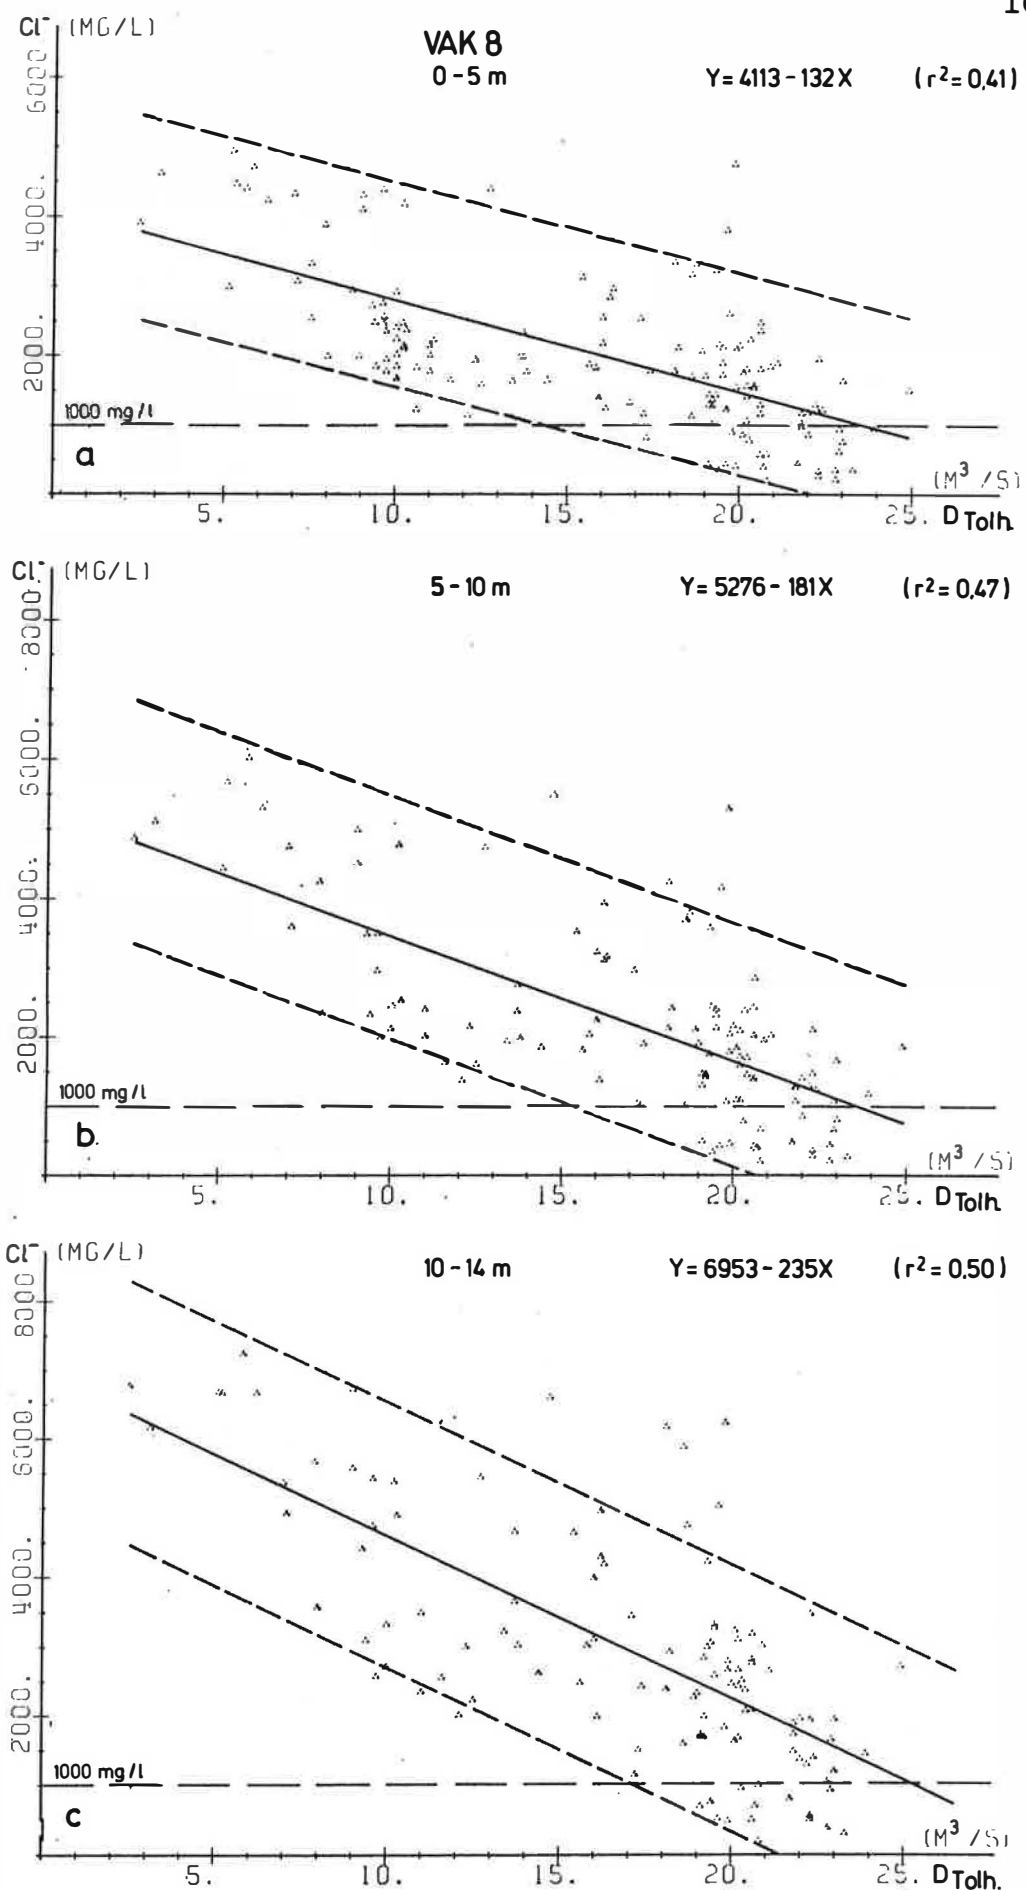 Cl⁻ (MG/L)
VAK 8
0-5 m
Y=4113-132X (r²=0,41)
6000.
4000.
2000.
1000 mg/l
a
(M³/S)
5. 10. 15. 20. 25. D Tolh.
Cl⁻ (MG/L)
5-10 m
Y=5276-181X (r²=0,47)
8000.
6000.
4000.
2000.
1000 mg/l
b.
(M³/S)
5. 10. 15. 20. 25. D Tolh.
Cl⁻ (MG/L)
10-14 m
Y=6953-235X (r²=0,50)
8000
6000.
4000.
2000.
1000 mg/l
c
(M³/S)
5. 10. 15. 20. 25. D Tolh.